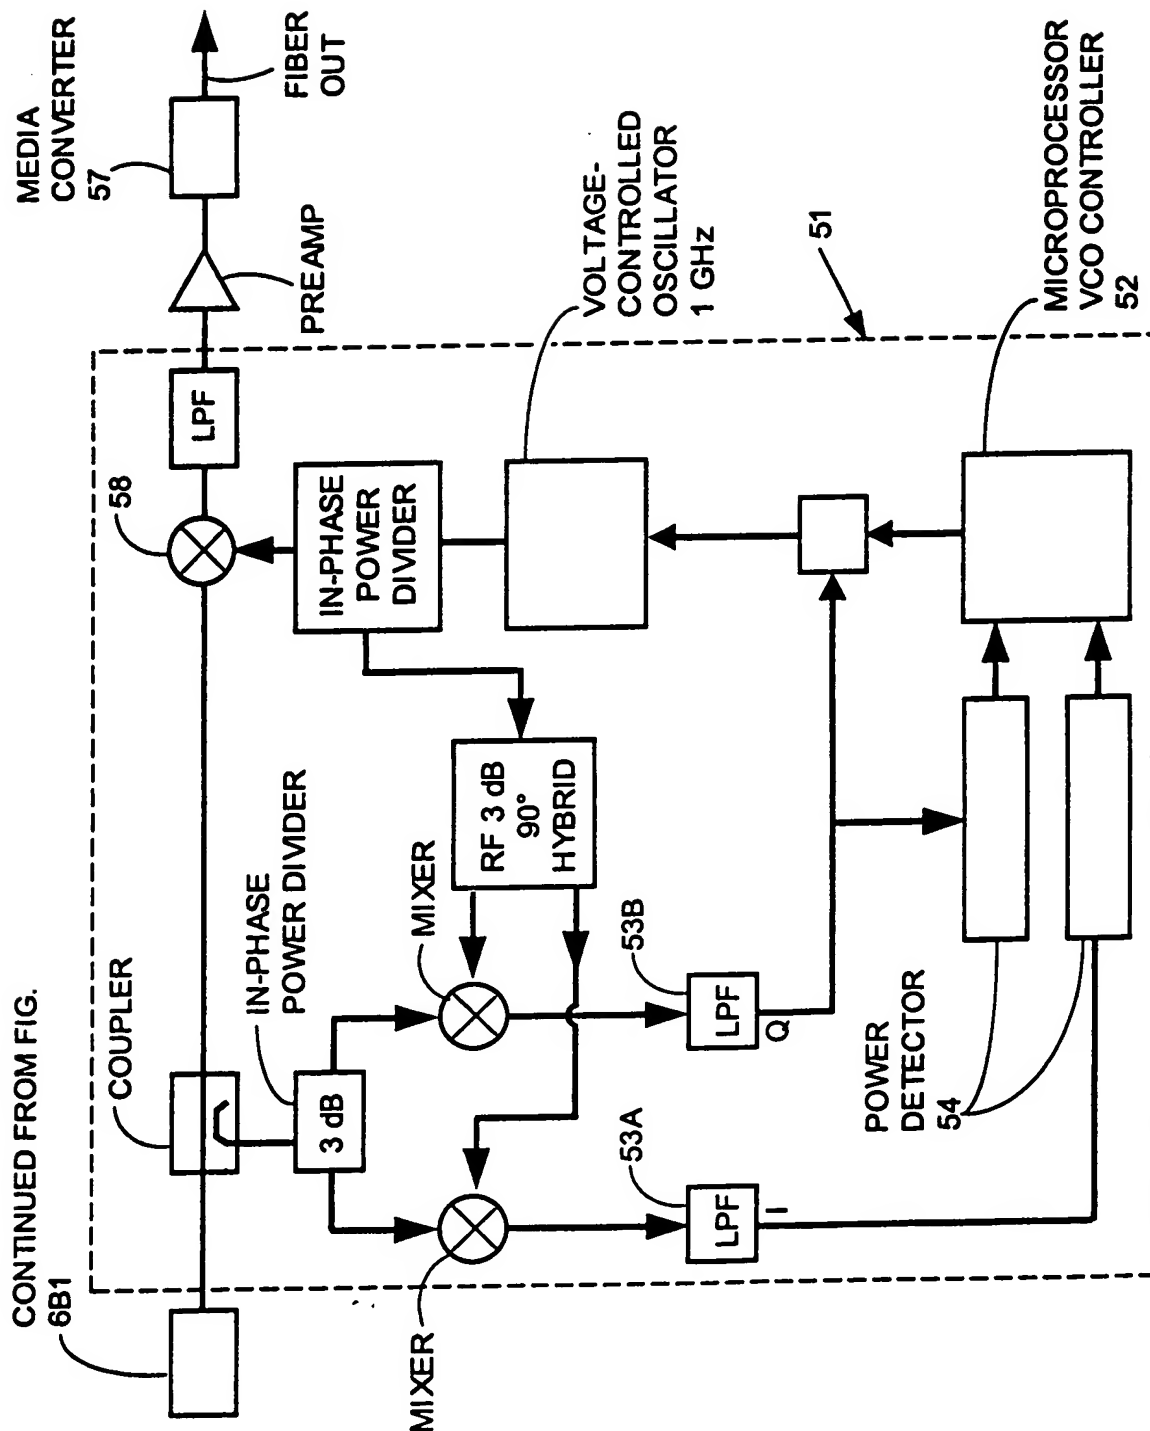 CONTINUED FROM FIG.
6B1
COUPLER
IN-PHASE
POWER DIVIDER
3 dB
MIXER
MIXER
RF 3 dB
90°
HYBRID
53A
LPF
I
53B
LPF
Q
POWER
DETECTOR
54
58
IN-PHASE
POWER
DIVIDER
LPF
PREAMP
MEDIA
CONVERTER
57
FIBER
OUT
VOLTAGE-
CONTROLLED
OSCILLATOR
1 GHz
51
MICROPROCESSOR
VCO CONTROLLER
52